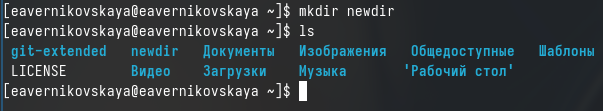 [eavernikovskaya@eavernikovskaya ~]$ mkdir newdir
[eavernikovskaya@eavernikovskaya ~]$ ls
git-extended newdir Документы Изображения Общедоступные Шаблоны
LICENSE Видео Загрузки Музыка 'Рабочий стол'
[eavernikovskaya@eavernikovskaya ~]$